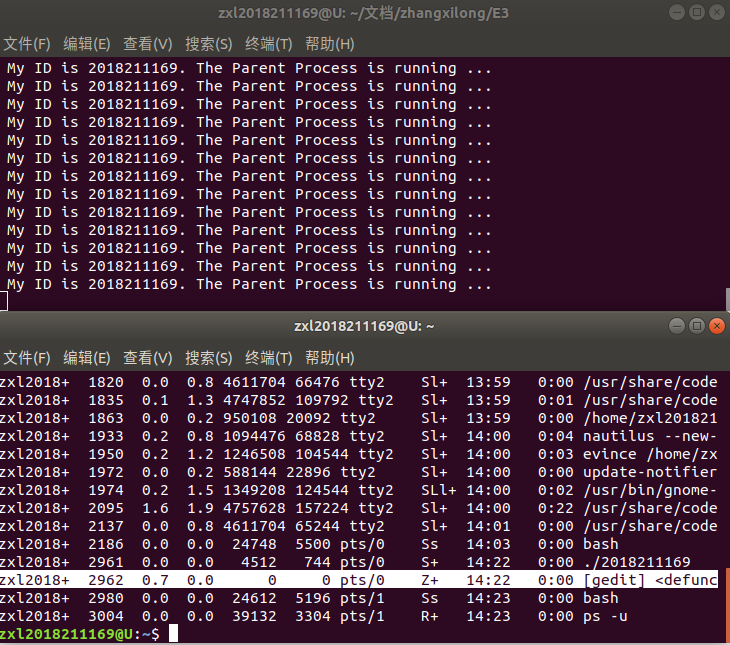 zxl2018211169@U: ~/文档/zhangxilong/E3
文件(F) 编辑(E) 查看(V) 搜索(S) 终端(T) 帮助(H)
My ID is 2018211169. The Parent Process is running ...
My ID is 2018211169. The Parent Process is running ...
My ID is 2018211169. The Parent Process is running ...
My ID is 2018211169. The Parent Process is running ...
My ID is 2018211169. The Parent Process is running ...
My ID is 2018211169. The Parent Process is running ...
My ID is 2018211169. The Parent Process is running ...
My ID is 2018211169. The Parent Process is running ...
My ID is 2018211169. The Parent Process is running ...
My ID is 2018211169. The Parent Process is running ...
My ID is 2018211169. The Parent Process is running ...
My ID is 2018211169. The Parent Process is running ...
My ID is 2018211169. The Parent Process is running ...
zxl2018211169@U: ~
文件(F) 编辑(E) 查看(V) 搜索(S) 终端(T) 帮助(H)
zxl2018+ 1820 0.0 0.8 4611704 66476 tty2 Sl+ 13:59 0:00 /usr/share/code
zxl2018+ 1835 0.1 1.3 4747852 109792 tty2 Sl+ 13:59 0:01 /usr/share/code
zxl2018+ 1863 0.0 0.2 950108 20092 tty2 Sl+ 13:59 0:00 /home/zxl201821
zxl2018+ 1933 0.2 0.8 1094476 68828 tty2 Sl+ 14:00 0:04 nautilus --new-
zxl2018+ 1950 0.2 1.2 1246508 104544 tty2 Sl+ 14:00 0:03 evince /home/zx
zxl2018+ 1972 0.0 0.2 588144 22896 tty2 Sl+ 14:00 0:00 update-notifier
zxl2018+ 1974 0.2 1.5 1349208 124544 tty2 SLl+ 14:00 0:02 /usr/bin/gnome-
zxl2018+ 2095 1.6 1.9 4757628 157224 tty2 Sl+ 14:00 0:22 /usr/share/code
zxl2018+ 2137 0.0 0.8 4611704 65244 tty2 Sl+ 14:01 0:00 /usr/share/code
zxl2018+ 2186 0.0 0.0 24748 5500 pts/0 Ss 14:03 0:00 bash
zxl2018+ 2961 0.0 0.0 4512 744 pts/0 S+ 14:22 0:00 ./2018211169
zxl2018+ 2962 0.7 0.0 0 0 pts/0 Z+ 14:22 0:00 [gedit] <defunc
zxl2018+ 2980 0.0 0.0 24612 5196 pts/1 Ss 14:23 0:00 bash
zxl2018+ 3004 0.0 0.0 39132 3304 pts/1 R+ 14:23 0:00 ps -u
zxl2018211169@U:~$